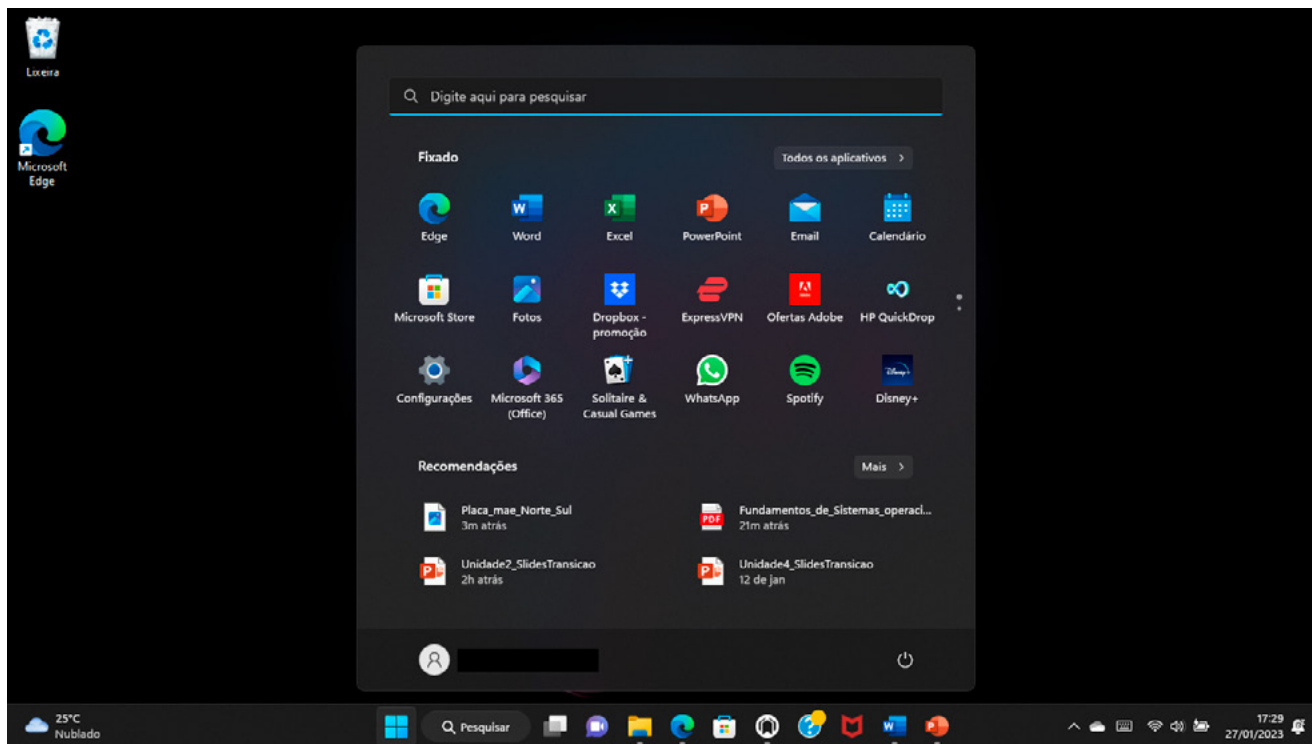 Lixeira
Microsoft
Edge
Digite aqui para pesquisar
Fixado
Todos os aplicativos
Edge
Word
Excel
PowerPoint
Email
Calendário
Microsoft Store
Fotos
Dropbox -
promoção
ExpressVPN
Ofertas Adobe
HP QuickDrop
Configurações
Microsoft 365
(Office)
Solitaire &
Casual Games
WhatsApp
Spotify
Disney+
Recomendações
Mais
Placa_mae_Norte_Sul
3m atrás
Fundamentos_de_Sistemas_operaci...
21m atrás
Unidade2_SlidesTransicao
2h atrás
Unidade4_SlidesTransicao
12 de jan
25°C
Nublado
Pesquisar
17:29
27/01/2023